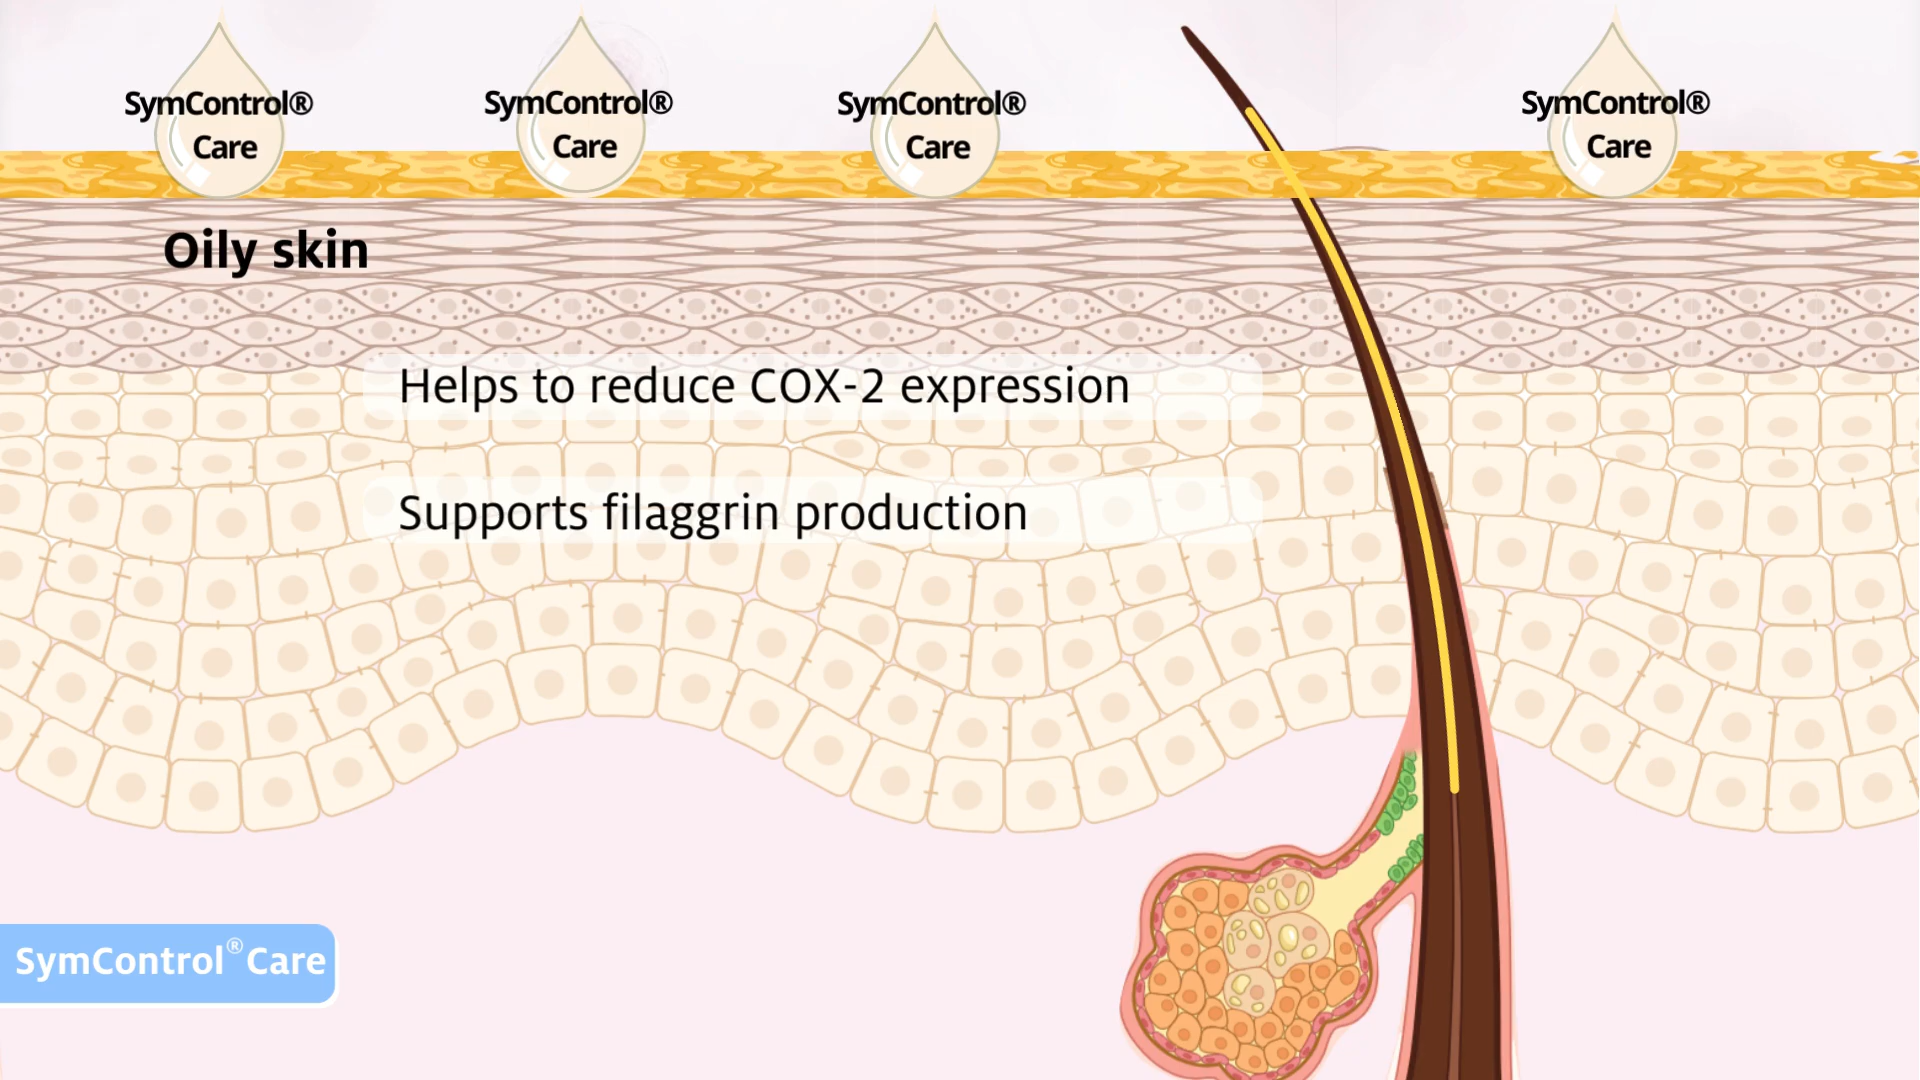 SymControl®
Care
SymControl®
Care
SymControl®
Care
SymControl®
Care
Oily skin
Helps to reduce COX-2 expression
Supports filaggrin production
SymControl®Care